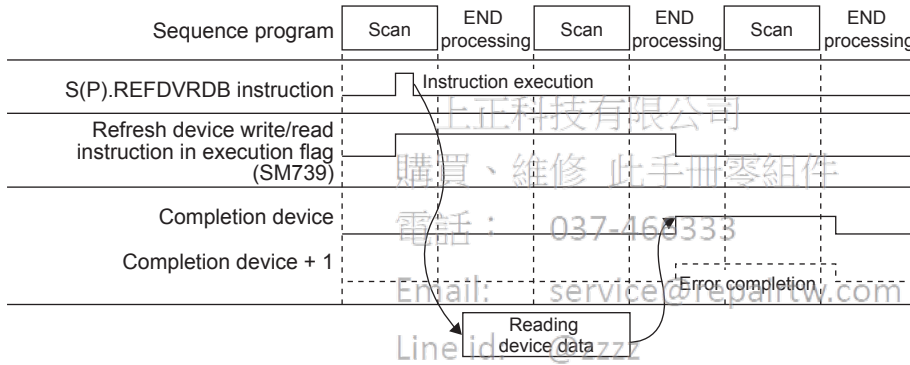 Sequence program
Scan
END
processing
Scan
END
processing
Scan
END
processing
S(P).REFDVRDB instruction
Instruction execution
上正科技有限公司
Refresh device write/read
instruction in execution flag
(SM739)
購買、維修 此手冊零組件
Completion device
電話： 037-466333
Completion device + 1
Error completion
Email: service@repairtw.com
Reading
device data
Line id: @zzzz